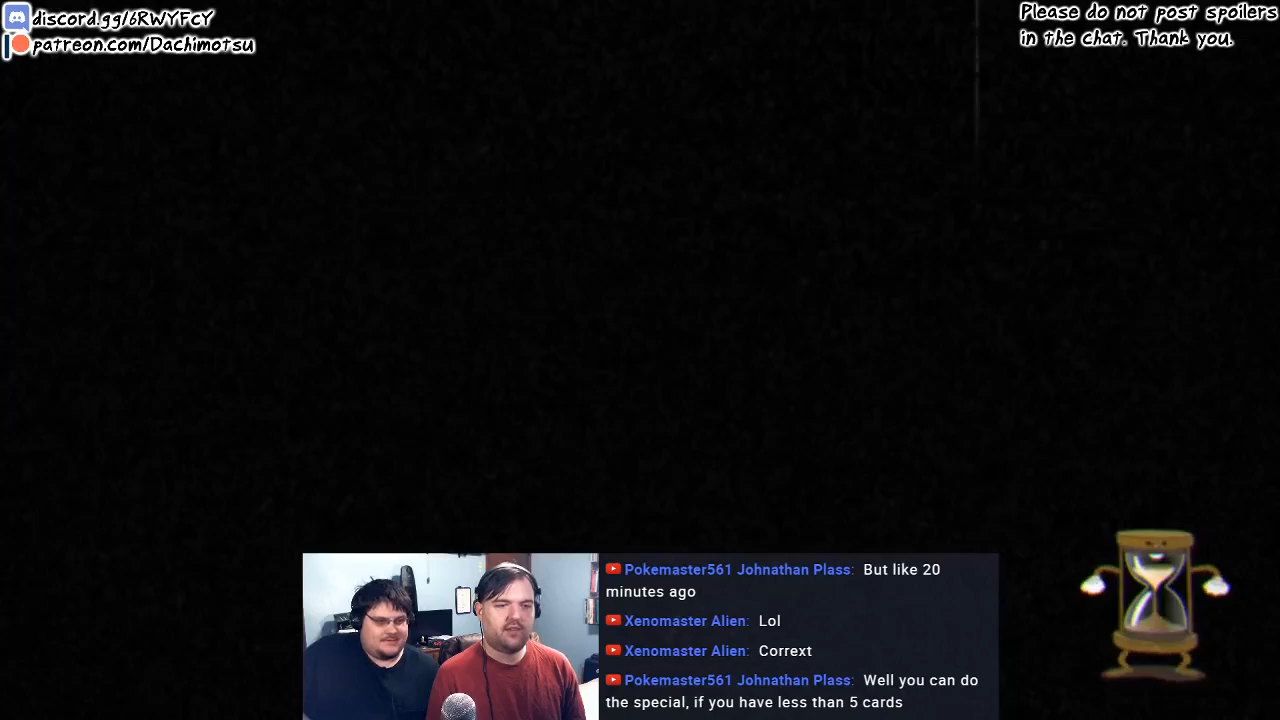 discord.gg/6RWYFcY
patreon.com/Dachimotsu
Please do not post spoilers
in the chat. Thank you.
Pokemaster561 Johnathan Plass: But like 20
minutes ago
Xenomaster Alien: Lol
Xenomaster Alien: Corrext
Pokemaster561 Johnathan Plass: Well you can do
the special, if you have less than 5 cards